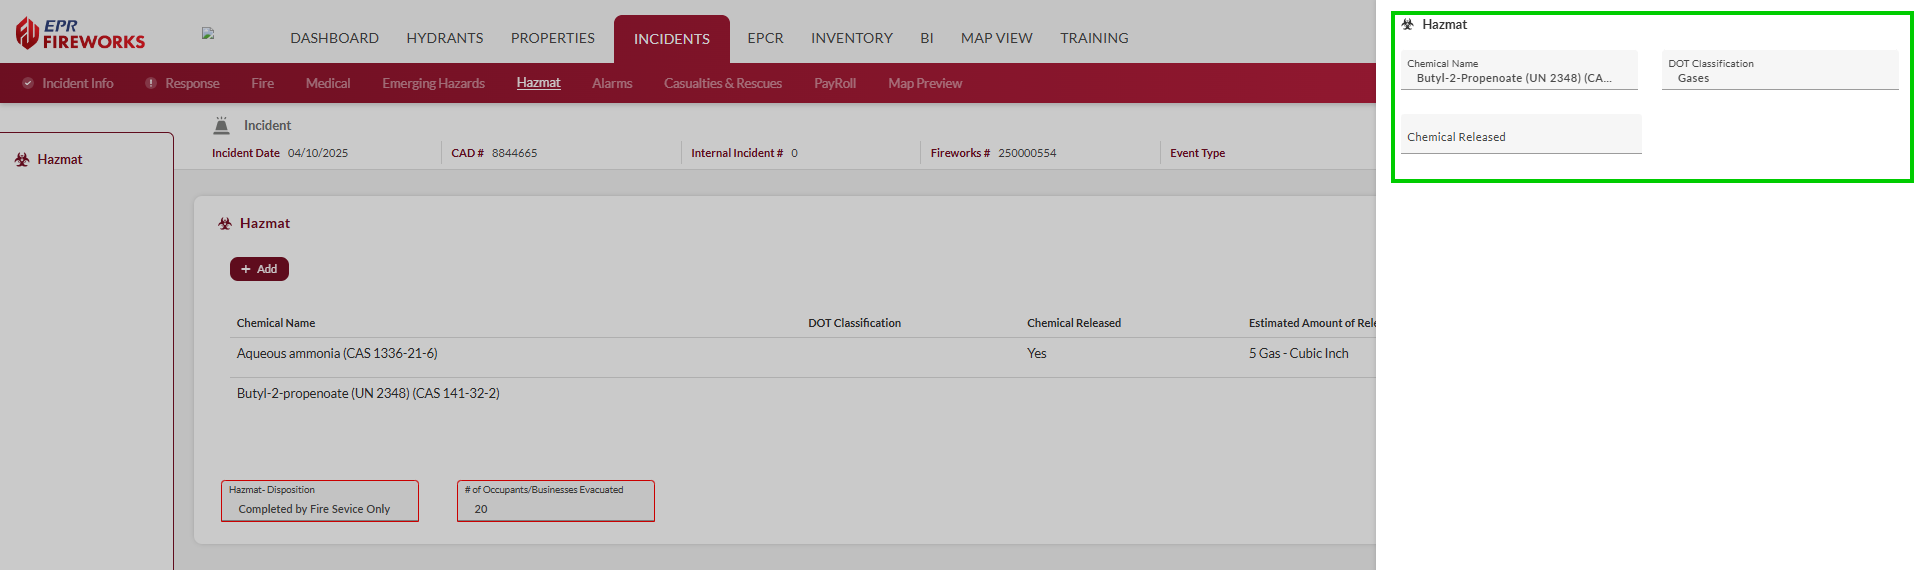 EPR
FIREWORKS
DASHBOARD HYDRANTS PROPERTIES INCIDENTS EPCR INVENTORY BI MAP VIEW TRAINING
Incident Info Response Fire Medical Emerging Hazards Hazmat Alarms Casualties & Rescues PayRoll Map Preview
Hazmat
Incident
Incident Date 04/10/2025 CAD # 8844665 Internal Incident # 0 Fireworks # 250000554 Event Type
Hazmat
+ Add
Chemical Name DOT Classification Chemical Released Estimated Amount of Rele
Aqueous ammonia (CAS 1336-21-6) Yes 5 Gas - Cubic Inch
Butyl-2-propenoate (UN 2348) (CAS 141-32-2)
Hazmat- Disposition
Completed by Fire Sevice Only
# of Occupants/Businesses Evacuated
20
Hazmat
Chemical Name
Butyl-2-Propenoate (UN 2348) (CA...
DOT Classification
Gases
Chemical Released